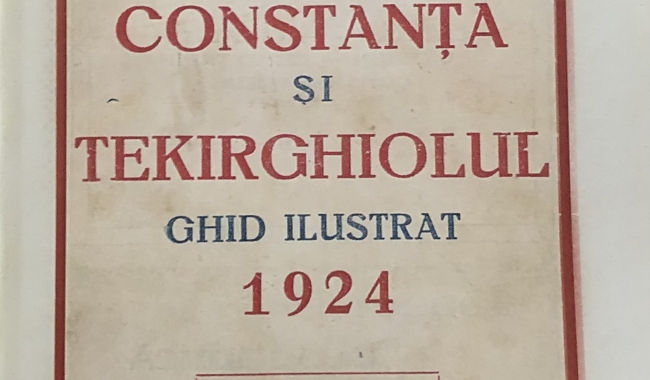 CONSTANȚA
ȘI
TEKIRGHIOLUL
GHID ILUSTRAT
1924